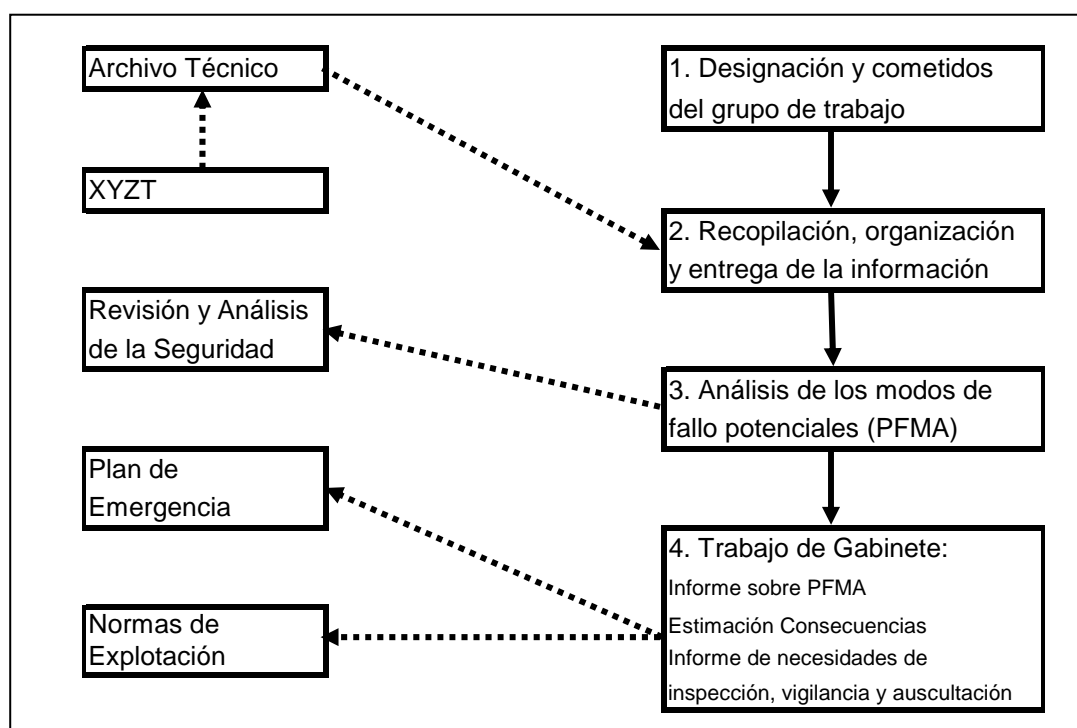 Archivo Técnico
XYZT
Revisión y Análisis
de la Seguridad
Plan de
Emergencia
Normas de
Explotación
1. Designación y cometidos
del grupo de trabajo
2. Recopilación, organización
y entrega de la información
3. Análisis de los modos de
fallo potenciales (PFMA)
4. Trabajo de Gabinete:
Informe sobre PFMA
Estimación Consecuencias
Informe de necesidades de
inspección, vigilancia y auscultación